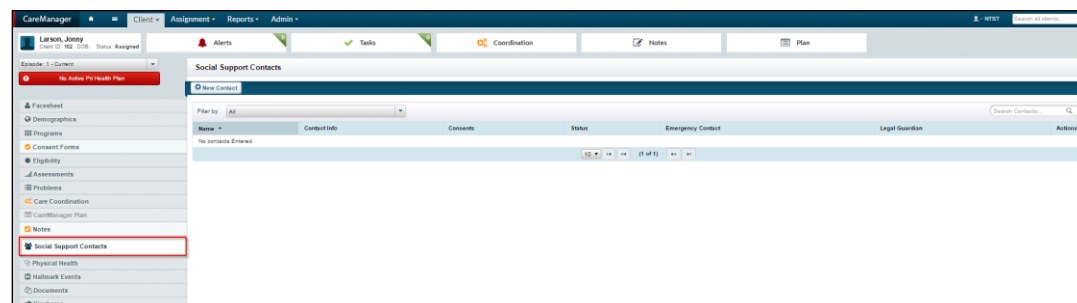 CareManager Client Assignment Reports Admin NTST Search all clients...
Larson, Jonny
Client ID: 102 DOB: Status: Assigned
Alerts Tasks Coordination Notes Plan
Episode: 1 - Current
Social Support Contacts
No Active Pri Health Plan
New Contact
Facesheet
Filter by All Search Contacts...
Demographics
Name Contact Info Consents Status Emergency Contact Legal Guardian Actions
Programs
No contacts Entered
Consent Forms
10 (1 of 1)
Eligibility
Assessments
Problems
Care Coordination
CareManager Plan
Notes
Social Support Contacts
Physical Health
Hallmark Events
Documents